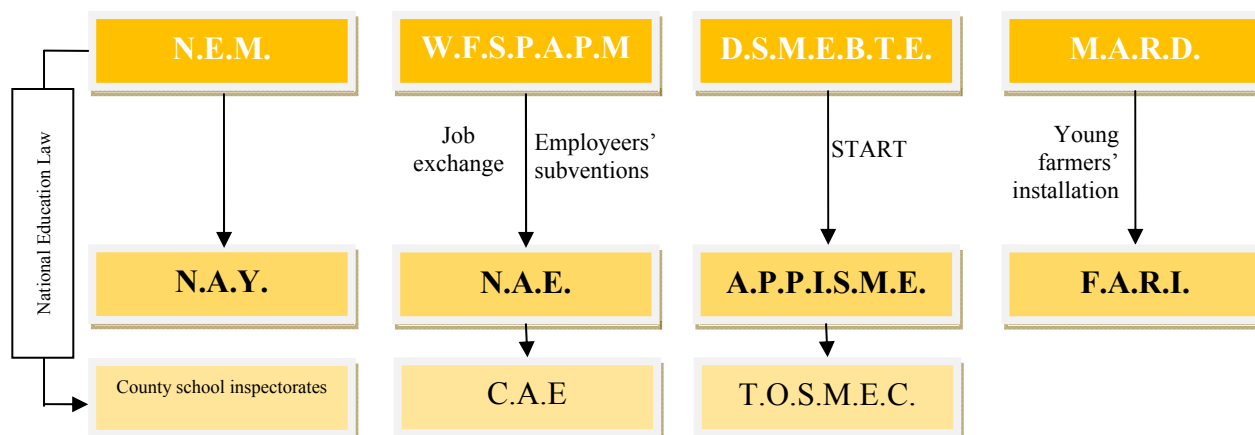 N.E.M.
W.F.S.P.A.P.M
D.S.M.E.B.T.E.
M.A.R.D.
National Education Law
Job
exchange
Employeers'
subventions
START
Young
farmers'
installation
N.A.Y.
N.A.E.
A.P.P.I.S.M.E.
F.A.R.I.
County school inspectorates
C.A.E
T.O.S.M.E.C.